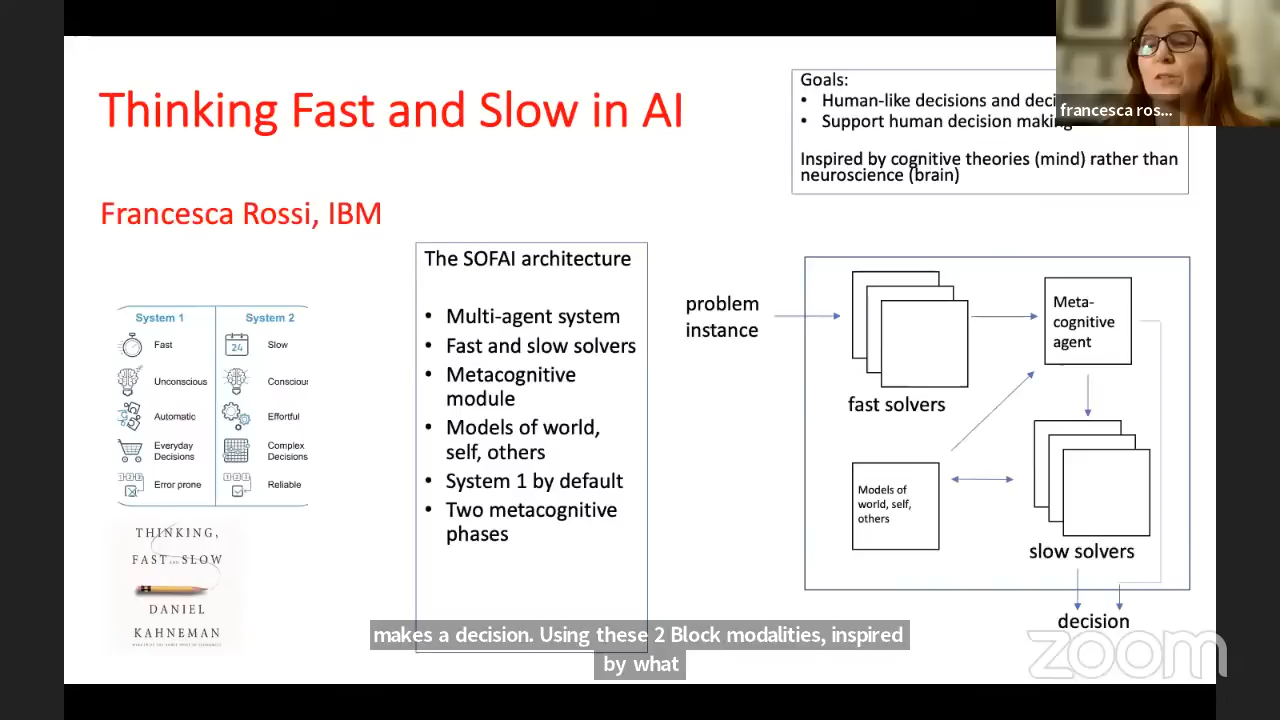 Thinking Fast and Slow in AI
Francesca Rossi, IBM
Goals:
• Human-like decisions and
• Support human decision making
Inspired by cognitive theories (mind) rather than
neuroscience (brain)
francesca ros...
System 1
System 2
Fast
24
Slow
Unconscious
Automatic
Effortful
Everyday
Decisions
Complex
Decisions
Error prone
Reliable
THINKING,
FAST AND SLOW
DANIEL
KAHNEMAN
The SOFAI architecture
• Multi-agent system
• Fast and slow solvers
• Metacognitive
module
• Models of world,
self, others
• System 1 by default
• Two metacognitive
phases
problem
instance
fast solvers
Meta-
cognitive
agent
Models of
world, self,
others
slow solvers
decision
makes a decision. Using these 2 Block modalities, inspired
by what
zoom